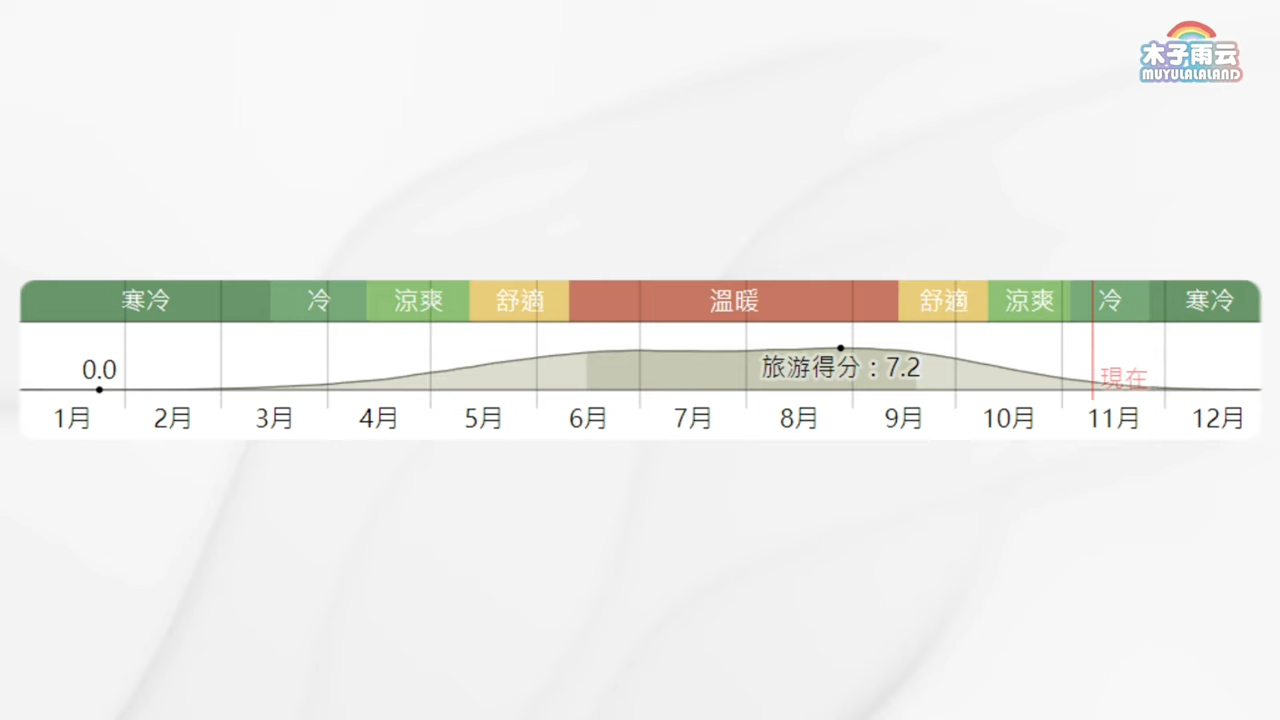 木子雨云
MUYULALALAND
寒冷 冷 涼爽 舒適 溫暖 舒適 涼爽 冷 寒冷
0.0 旅游得分：7.2 現在
1月 2月 3月 4月 5月 6月 7月 8月 9月 10月 11月 12月